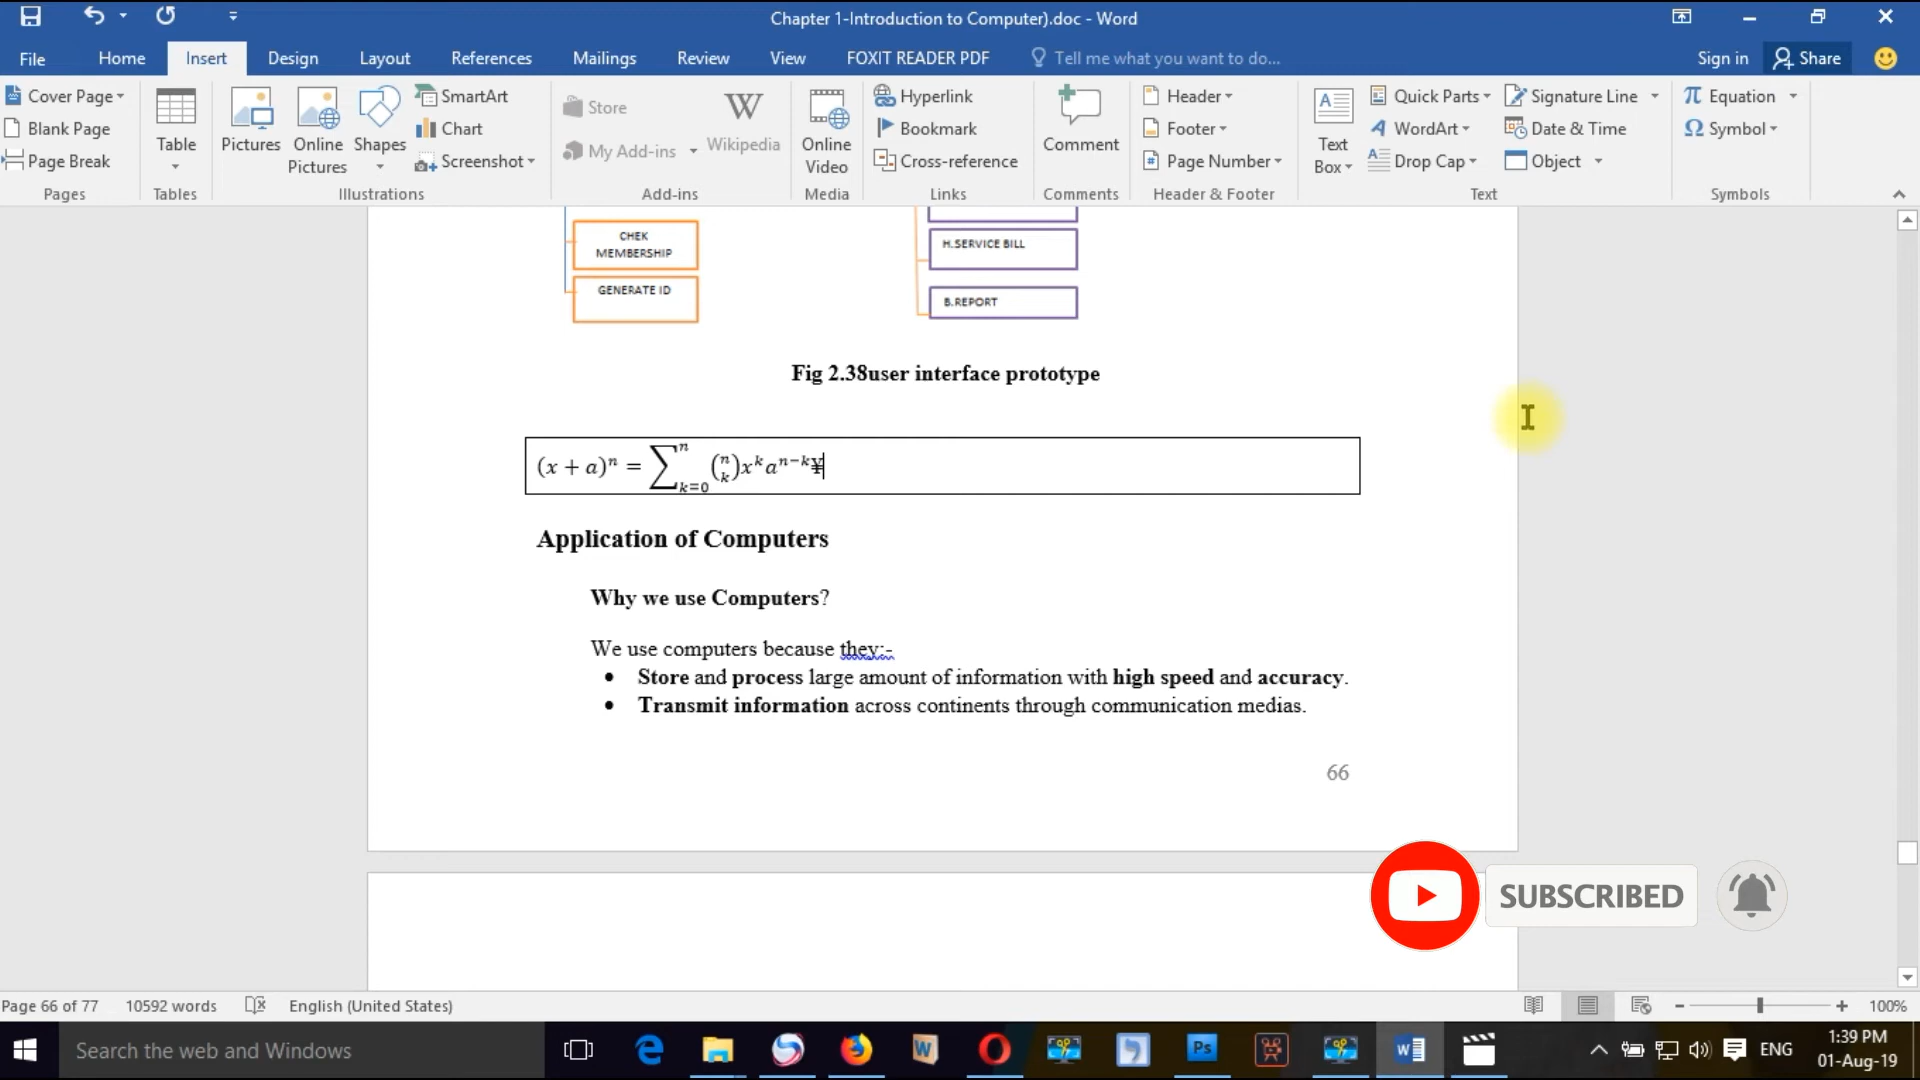 Chapter 1-Introduction to Computer).doc - Word
File Home Insert Design Layout References Mailings Review View FOXIT READER PDF Tell me what you want to do... Sign in Share
Cover Page
Blank Page
Page Break
Pages
Table
Tables
Pictures
Online Pictures
Shapes
SmartArt
Chart
Screenshot
Illustrations
Store
My Add-ins
Wikipedia
Add-ins
Online Video
Media
Hyperlink
Bookmark
Cross-reference
Links
Comment
Comments
Header
Footer
Page Number
Header & Footer
Text Box
Quick Parts
WordArt
Drop Cap
Signature Line
Date & Time
Object
Text
Equation
Symbol
Symbols
CHEK
MEMBERSHIP
GENERATE ID
H.SERVICE BILL
B.REPORT
Fig 2.38user interface prototype
(x + a)^n = ∑_{k=0}^{n} (n k) x^k a^{n−k}¥
Application of Computers
Why we use Computers?
We use computers because they:-
• Store and process large amount of information with high speed and accuracy.
• Transmit information across continents through communication medias.
66
SUBSCRIBED
Page 66 of 77 10592 words English (United States) 100%
Search the web and Windows
ENG
1:39 PM
01-Aug-19